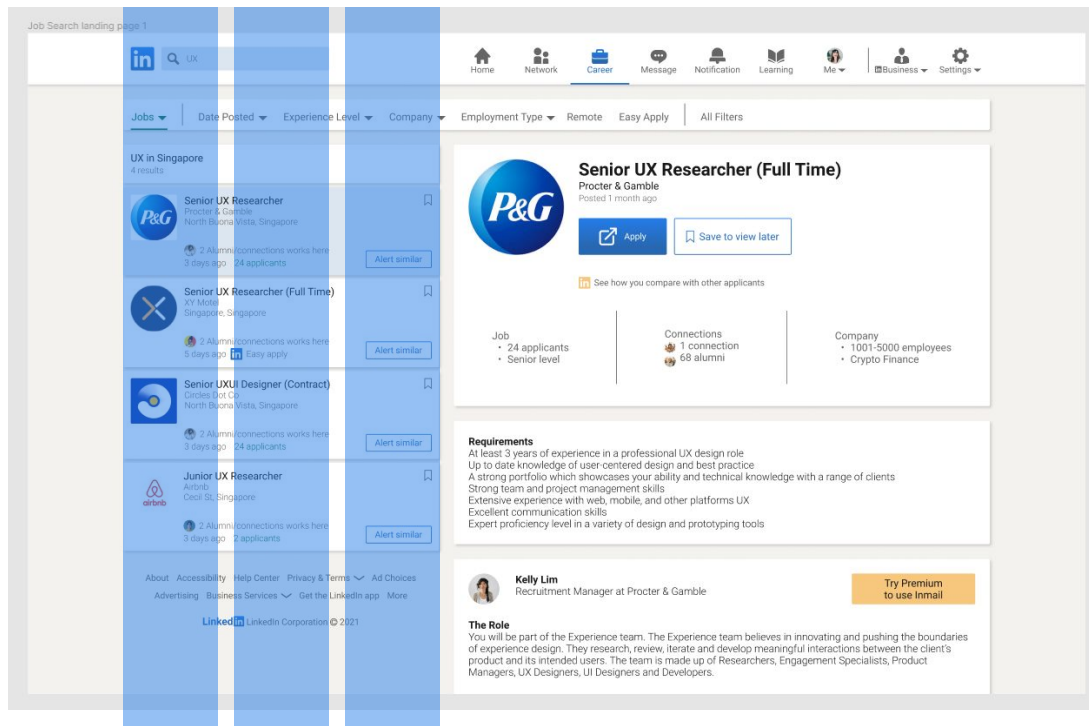 Job Search landing page 1
in
UX
Home Network Career Message Notification Learning Me Business Settings
Jobs Date Posted Experience Level Company Employment Type Remote Easy Apply All Filters
UX in Singapore
4 results
P&G
Senior UX Researcher
Procter & Gamble
North Buona Vista, Singapore
2 Alumni/connections works here
3 days ago 24 applicants
Alert similar
Senior UX Researcher (Full Time)
XY Motel
Singapore, Singapore
2 Alumni/connections works here
5 days ago in Easy apply
Alert similar
Senior UXUI Designer (Contract)
Circles Dot Co
North Buona Vista, Singapore
2 Alumni/connections works here
3 days ago 24 applicants
Alert similar
airbnb
Junior UX Researcher
Airbnb
Cecil St, Singapore
2 Alumni/connections works here
3 days ago 2 applicants
Alert similar
About Accessibility Help Center Privacy & Terms Ad Choices
Advertising Business Services Get the LinkedIn app More
Linkedin LinkedIn Corporation © 2021
P&G
Senior UX Researcher (Full Time)
Procter & Gamble
Posted 1 month ago
Apply
Save to view later
in See how you compare with other applicants
Job
• 24 applicants
• Senior level
Connections
1 connection
68 alumni
Company
• 1001-5000 employees
• Crypto Finance
Requirements
At least 3 years of experience in a professional UX design role
Up to date knowledge of user-centered design and best practice
A strong portfolio which showcases your ability and technical knowledge with a range of clients
Strong team and project management skills
Extensive experience with web, mobile, and other platforms UX
Excellent communication skills
Expert proficiency level in a variety of design and prototyping tools
Kelly Lim
Recruitment Manager at Procter & Gamble
Try Premium
to use Inmail
The Role
You will be part of the Experience team. The Experience team believes in innovating and pushing the boundaries
of experience design. They research, review, iterate and develop meaningful interactions between the client's
product and its intended users. The team is made up of Researchers, Engagement Specialists, Product
Managers, UX Designers, UI Designers and Developers.